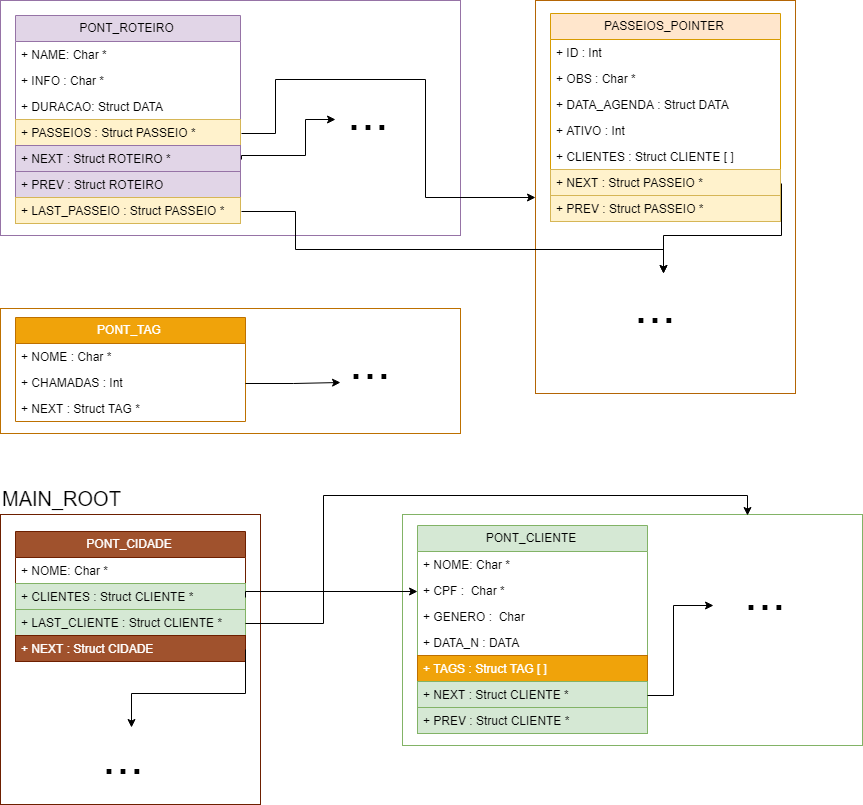 PONT_ROTEIRO
+ NAME: Char *
+ INFO : Char *
+ DURACAO: Struct DATA
+ PASSEIOS : Struct PASSEIO *
+ NEXT : Struct ROTEIRO *
+ PREV : Struct ROTEIRO
+ LAST_PASSEIO : Struct PASSEIO *
...
PASSEIOS_POINTER
+ ID : Int
+ OBS : Char *
+ DATA_AGENDA : Struct DATA
+ ATIVO : Int
+ CLIENTES : Struct CLIENTE [ ]
+ NEXT : Struct PASSEIO *
+ PREV : Struct PASSEIO *
...
PONT_TAG
+ NOME : Char *
+ CHAMADAS : Int
+ NEXT : Struct TAG *
...
MAIN_ROOT
PONT_CIDADE
+ NOME: Char *
+ CLIENTES : Struct CLIENTE *
+ LAST_CLIENTE : Struct CLIENTE *
+ NEXT : Struct CIDADE
...
PONT_CLIENTE
+ NOME: Char *
+ CPF :  Char *
+ GENERO :  Char
+ DATA_N : DATA
+ TAGS : Struct TAG [ ]
+ NEXT : Struct CLIENTE *
+ PREV : Struct CLIENTE *
...